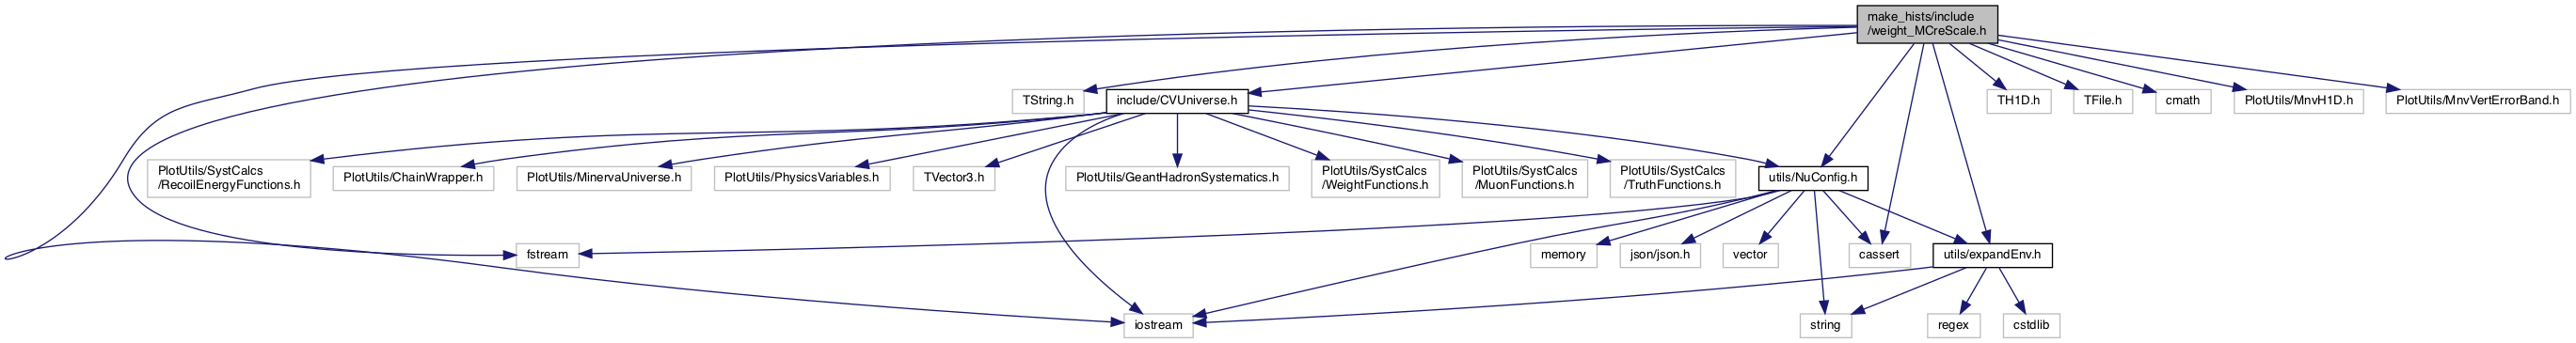 make_hists/include
/weight_MCreScale.h
TString.h
include/CVUniverse.h
TH1D.h
TFile.h
cmath
PlotUtils/MnvH1D.h
PlotUtils/MnvVertErrorBand.h
PlotUtils/SystCalcs
/RecoilEnergyFunctions.h
PlotUtils/ChainWrapper.h
PlotUtils/MinervaUniverse.h
PlotUtils/PhysicsVariables.h
TVector3.h
PlotUtils/GeantHadronSystematics.h
PlotUtils/SystCalcs
/WeightFunctions.h
PlotUtils/SystCalcs
/MuonFunctions.h
PlotUtils/SystCalcs
/TruthFunctions.h
utils/NuConfig.h
fstream
memory
json/json.h
vector
cassert
utils/expandEnv.h
iostream
string
regex
cstdlib